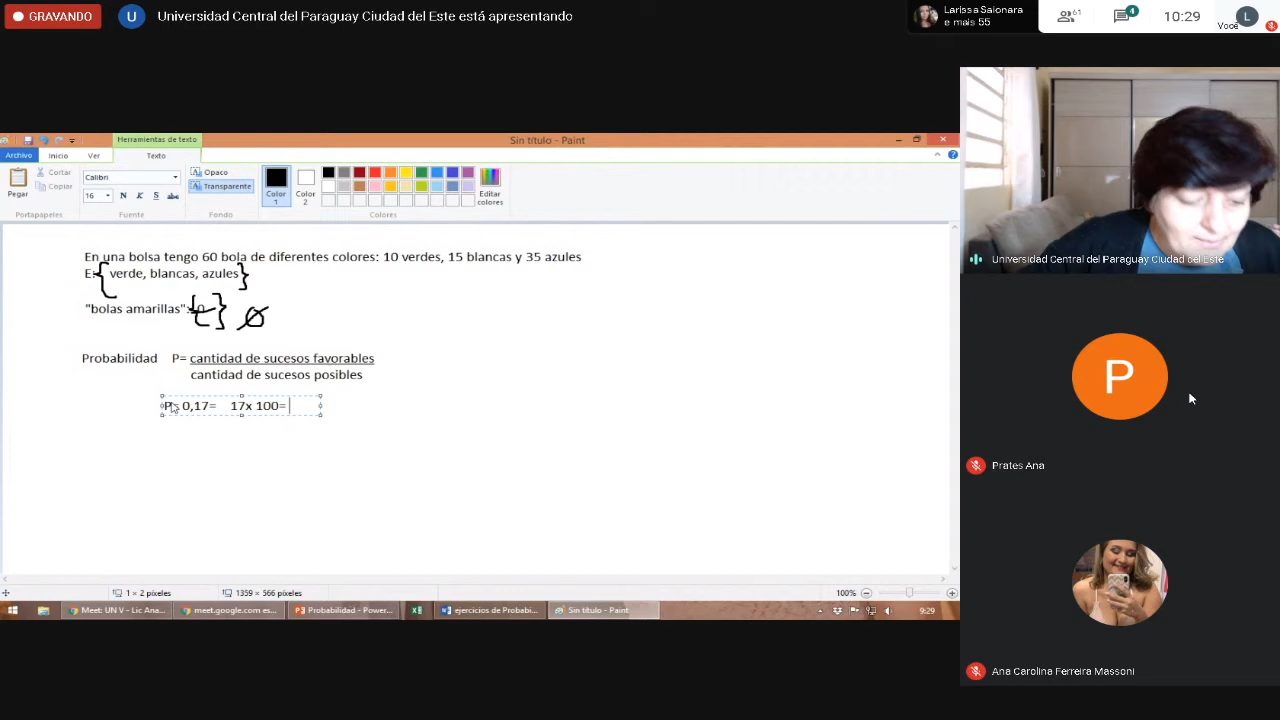 GRAVANDO
U
Universidad Central del Paraguay Ciudad del Este está apresentando
Larissa Saionara
e mais 55
61
4
10:29
Você
L
Herramientas de texto
Sin título - Paint
Archivo
Inicio
Ver
Texto
Pegar
Cortar
Copiar
Portapapeles
Calibri
16
N
K
S
abc
Fuente
Opaco
Transparente
Fondo
Color
1
Color
2
Editar
colores
Colores
En una bolsa tengo 60 bola de diferentes colores: 10 verdes, 15 blancas y 35 azules
E:{ verde, blancas, azules}
"bolas amarillas":
Probabilidad P= cantidad de sucesos favorables
cantidad de sucesos posibles
P= 0,17= 17x 100=
1 × 2 píxeles
1359 × 566 píxeles
100%
Meet: UN V - Lic Ana...
meet.google.com es...
Probabilidad - Power...
ejercicios de Probabi...
Sin título - Paint
9:29
Universidad Central del Paraguay Ciudad del Este
P
Prates Ana
Ana Carolina Ferreira Massoni